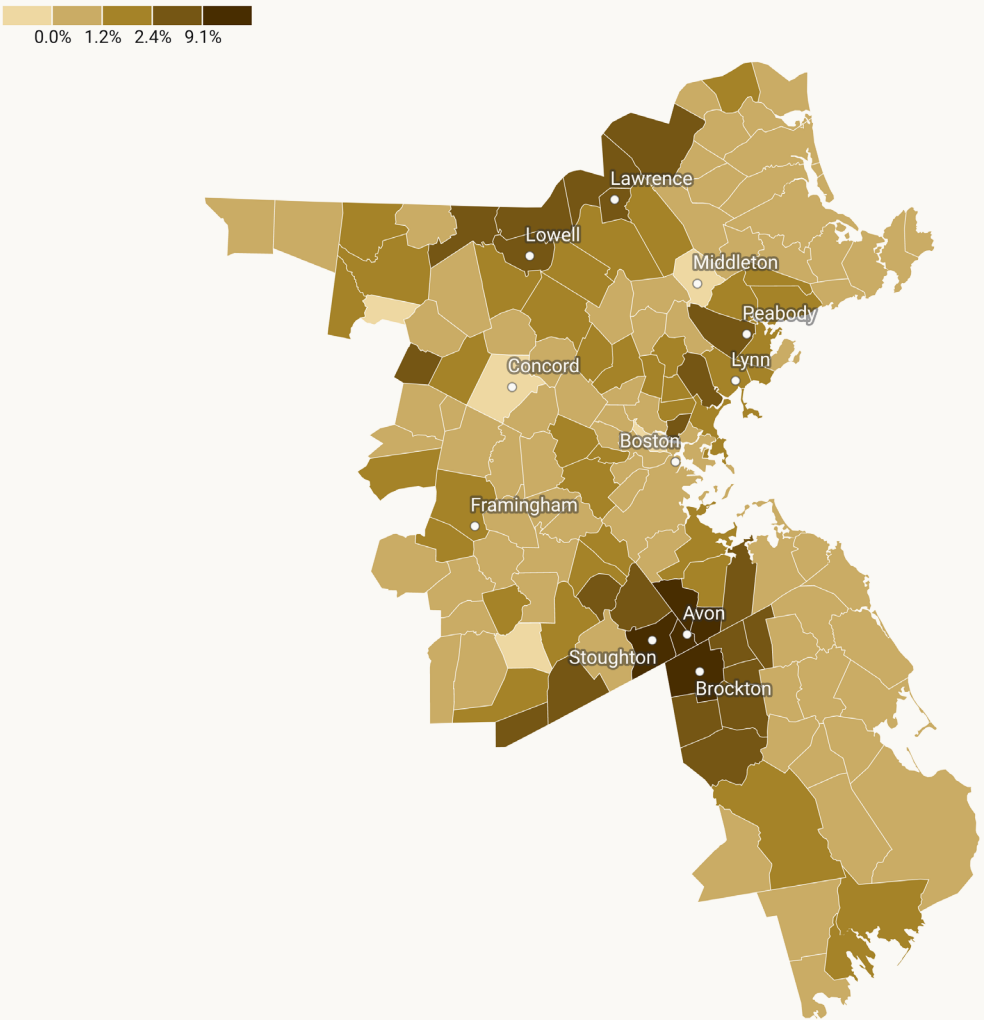 0.0% 1.2% 2.4% 9.1%
Lawrence
Lowell
Middleton
Peabody
Lynn
Concord
Boston
Framingham
Avon
Stoughton
Brockton